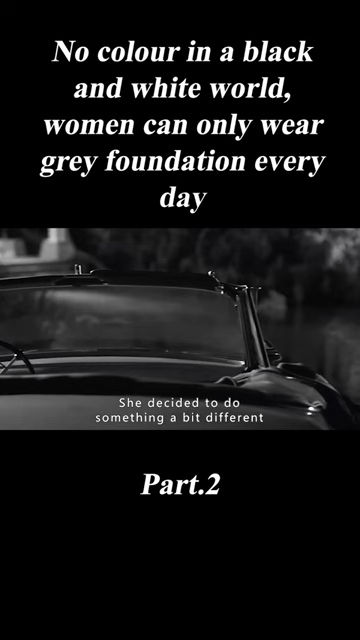 No colour in a black
and white world,
women can only wear
grey foundation every
day
She decided to do
something a bit different
Part.2